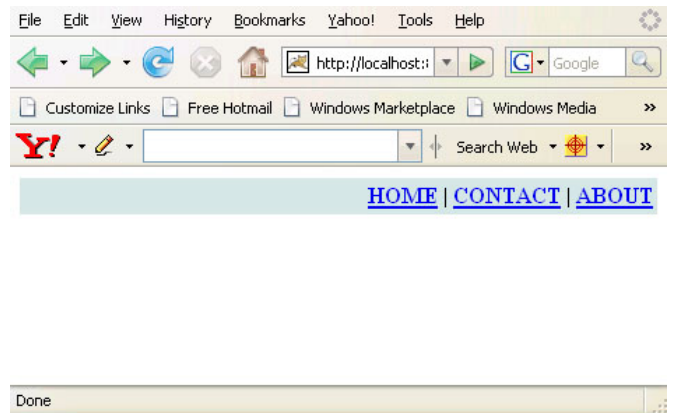 File Edit View History Bookmarks Yahoo! Tools Help
http://localhost:8 G Google
Customize Links Free Hotmail Windows Marketplace Windows Media »
Y! Search Web »
HOME | CONTACT | ABOUT
Done